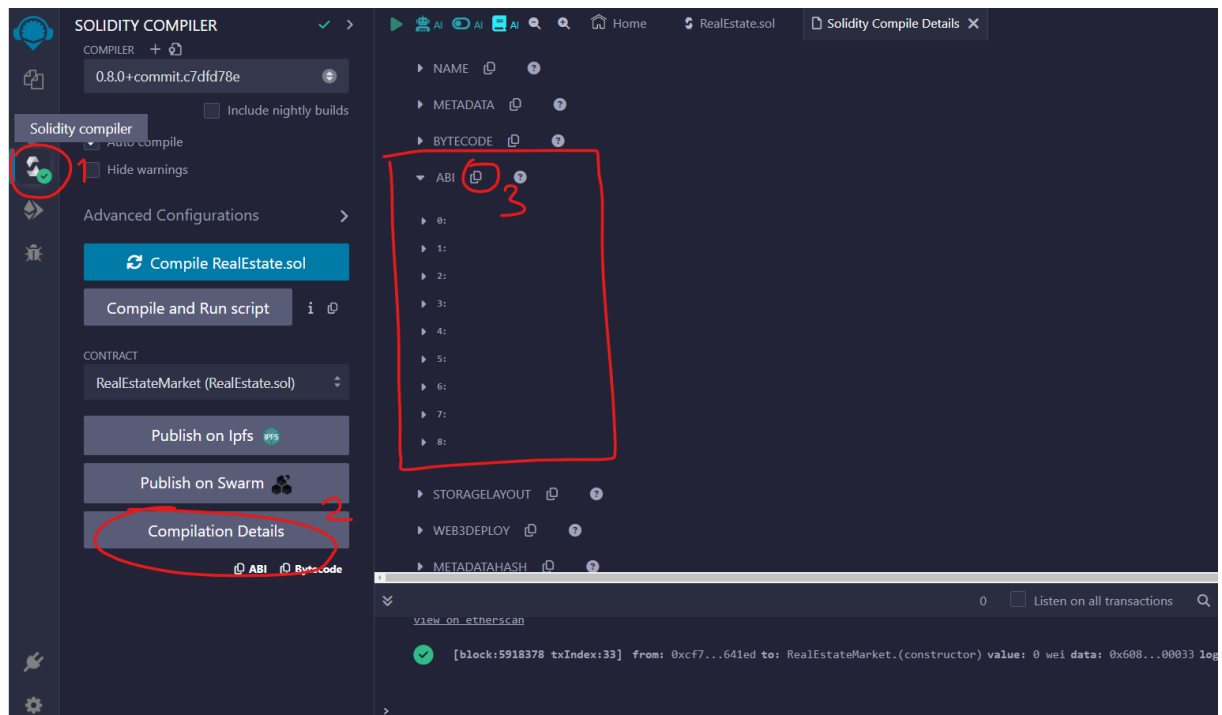 SOLIDITY COMPILER
COMPILER
0.8.0+commit.c7dfd78e
Include nightly builds
Solidity compiler
Auto compile
1
Hide warnings
Advanced Configurations
Compile RealEstate.sol
Compile and Run script
i
CONTRACT
RealEstateMarket (RealEstate.sol)
Publish on Ipfs
IPFS
Publish on Swarm
2
Compilation Details
ABI Bytecode
AI AI AI Home RealEstate.sol Solidity Compile Details
NAME
METADATA
BYTECODE
ABI
3
0:
1:
2:
3:
4:
5:
6:
7:
8:
STORAGELAYOUT
WEB3DEPLOY
METADATAHASH
0 Listen on all transactions
view on etherscan
[block:5918378 txIndex:33] from: 0xcf7...641ed to: RealEstateMarket.(constructor) value: 0 wei data: 0x608...00033 log
>